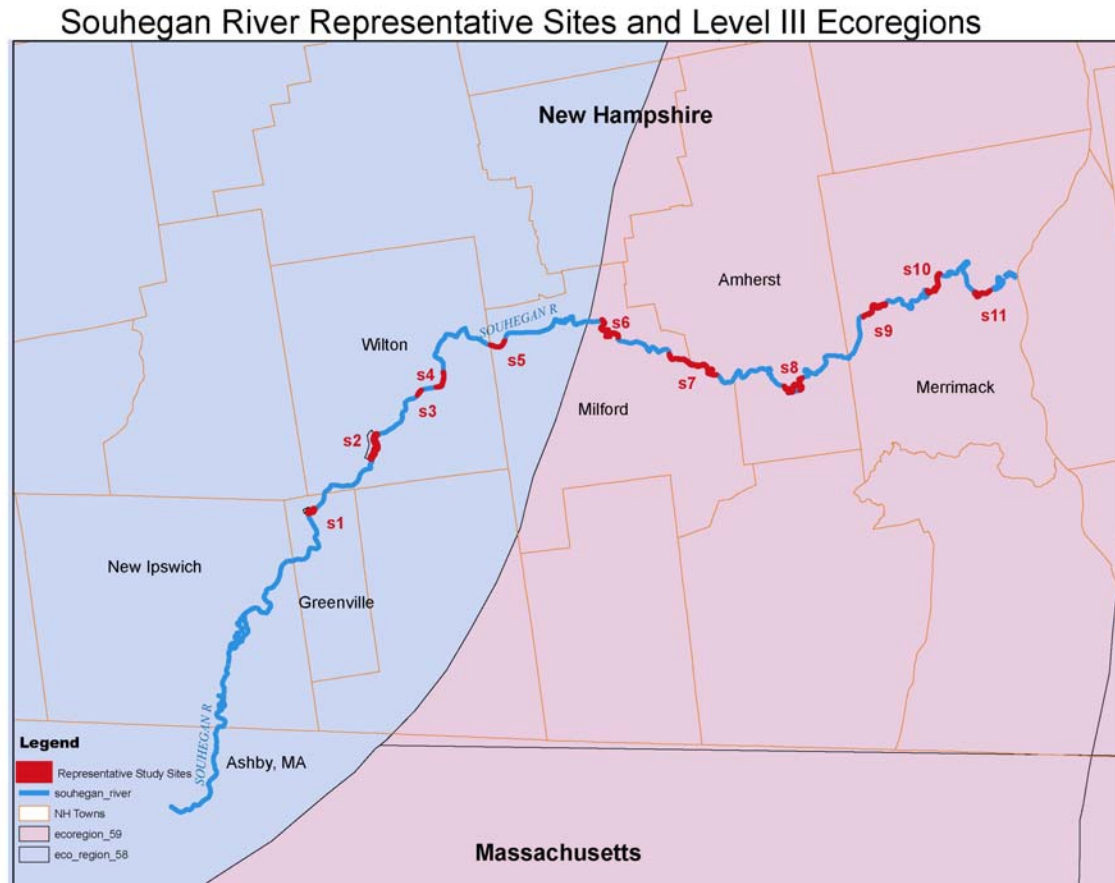 Souhegan River Representative Sites and Level III Ecoregions
New Hampshire
s10
Amherst
s11
SOUHEGAN R
s6
s9
Wilton
s5
s4
s8
s7
Merrimack
s3
Milford
s2
s1
New Ipswich
Greenville
SOUHEGAN R
Ashby, MA
Legend
Representative Study Sites
souhegan_river
NH Towns
ecoregion_59
eco_region_58
Massachusetts